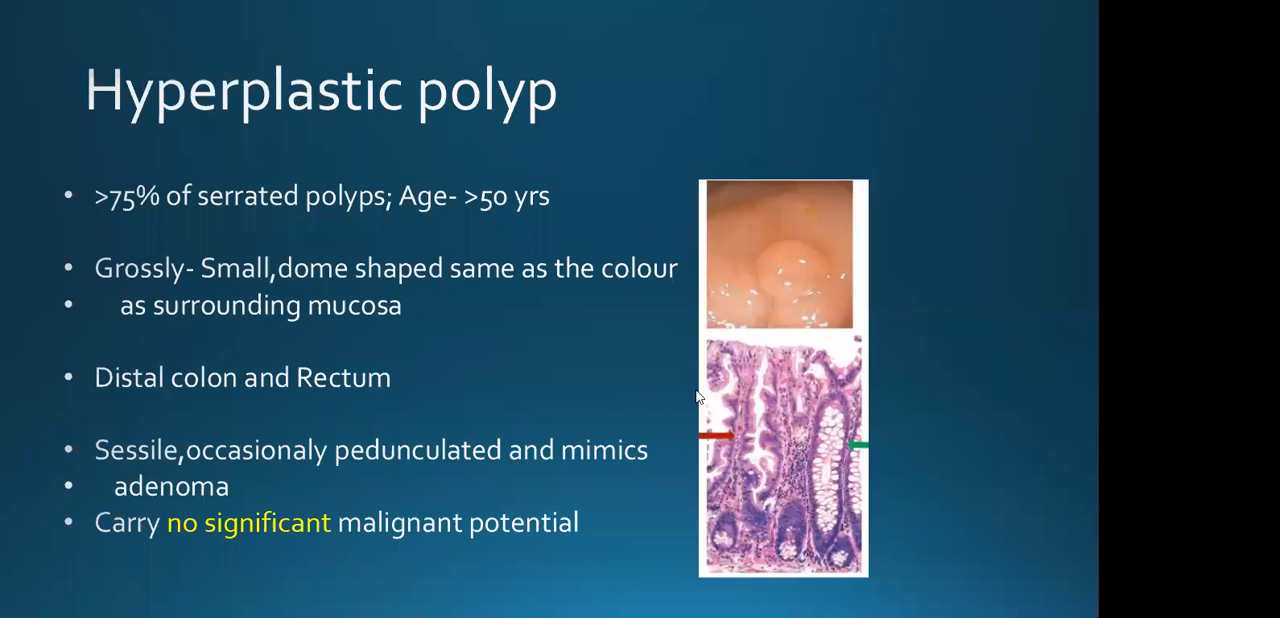 Hyperplastic polyp
• >75% of serrated polyps; Age- >50 yrs
• Grossly- Small,dome shaped same as the colour
• as surrounding mucosa
• Distal colon and Rectum
• Sessile,occasionaly pedunculated and mimics
• adenoma
• Carry no significant malignant potential